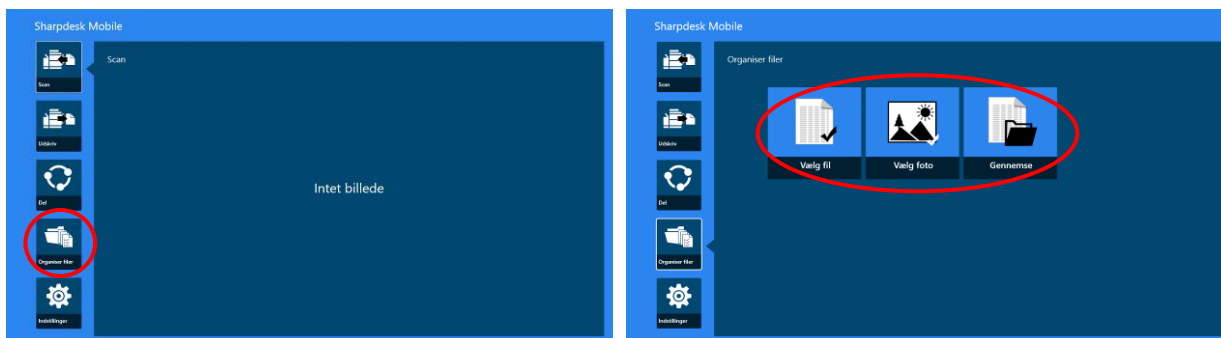 Sharpdesk Mobile
Scan
Scan
Udskriv
Del
Organiser filer
Indstillinger
Intet billede
Sharpdesk Mobile
Organiser filer
Scan
Udskriv
Del
Organiser filer
Indstillinger
Vælg fil
Vælg foto
Gennemse